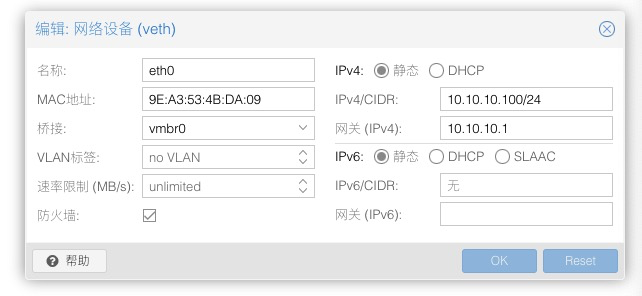 编辑: 网络设备 (veth)
名称: eth0
MAC地址: 9E:A3:53:4B:DA:09
桥接: vmbr0
VLAN标签: no VLAN
速率限制 (MB/s): unlimited
防火墙:
IPv4: 静态 DHCP
IPv4/CIDR: 10.10.10.100/24
网关 (IPv4): 10.10.10.1
IPv6: 静态 DHCP SLAAC
IPv6/CIDR: 无
网关 (IPv6):
帮助
OK
Reset